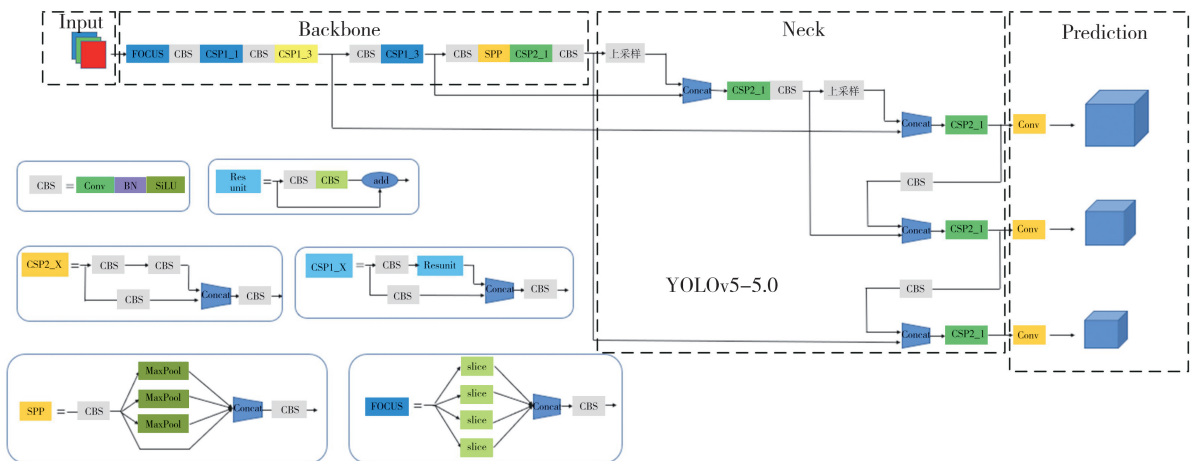 Input
Backbone
Neck
Prediction
FOCUS CBS CSP1_1 CBS CSP1_3 CBS CSP1_3 CBS SPP CSP2_1 CBS 上采样
Concat CSP2_1 CBS 上采样
Concat CSP2_1 Conv
CBS
Concat CSP2_1 Conv
CBS
Concat CSP2_1 Conv
YOLOv5-5.0
CBS = Conv BN SiLU
Res
unit
= CBS CBS add
CSP2_X = CBS CBS
CBS
Concat CBS
CSP1_X = CBS Resunit
CBS
Concat CBS
SPP = CBS
MaxPool
MaxPool
MaxPool
Concat CBS
FOCUS =
slice
slice
slice
slice
Concat CBS